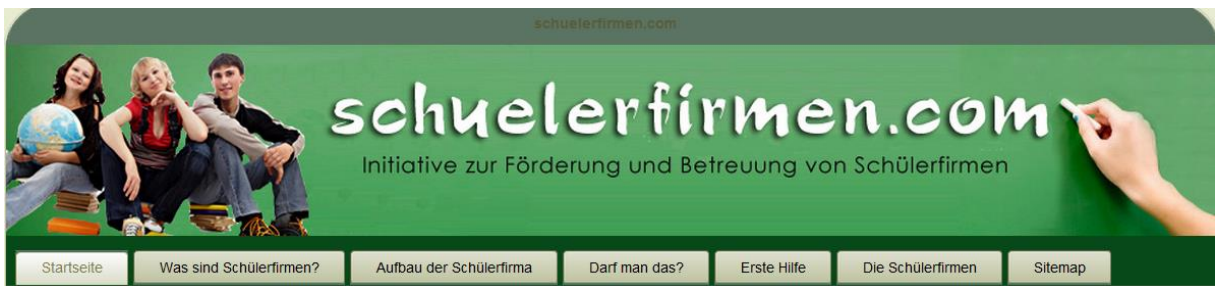 schuelerfirmen.com
schuelerfirmen.com
Initiative zur Förderung und Betreuung von Schülerfirmen
Startseite Was sind Schülerfirmen? Aufbau der Schülerfirma Darf man das? Erste Hilfe Die Schülerfirmen Sitemap